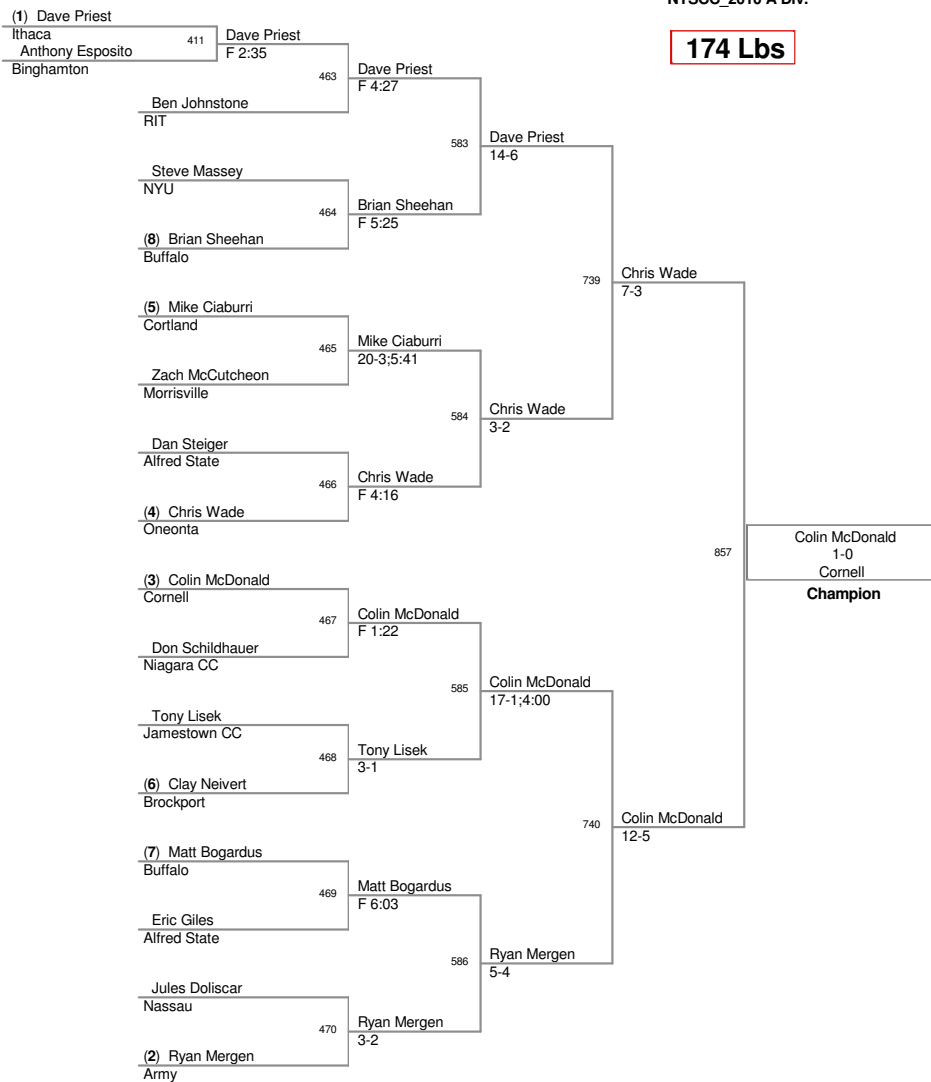 A DIV.
174 Lbs
(1) Dave Priest
Ithaca
411
Anthony Esposito
Binghamton
Dave Priest
F 2:35
463
Ben Johnstone
RIT
Dave Priest
F 4:27
583
Steve Massey
NYU
464
(8) Brian Sheehan
Buffalo
Brian Sheehan
F 5:25
Dave Priest
14-6
739
(5) Mike Ciaburri
Cortland
465
Zach McCutcheon
Morrisville
Mike Ciaburri
20-3;5:41
584
Dan Steiger
Alfred State
466
(4) Chris Wade
Oneonta
Chris Wade
F 4:16
Chris Wade
3-2
Chris Wade
7-3
857
(3) Colin McDonald
Cornell
467
Don Schildhauer
Niagara CC
Colin McDonald
F 1:22
585
Tony Lisek
Jamestown CC
468
(6) Clay Neivert
Brockport
Tony Lisek
3-1
Colin McDonald
17-1;4:00
740
(7) Matt Bogardus
Buffalo
469
Eric Giles
Alfred State
Matt Bogardus
F 6:03
586
Jules Doliscar
Nassau
470
(2) Ryan Mergen
Army
Ryan Mergen
3-2
Ryan Mergen
5-4
Colin McDonald
12-5
Colin McDonald
1-0
Cornell
Champion